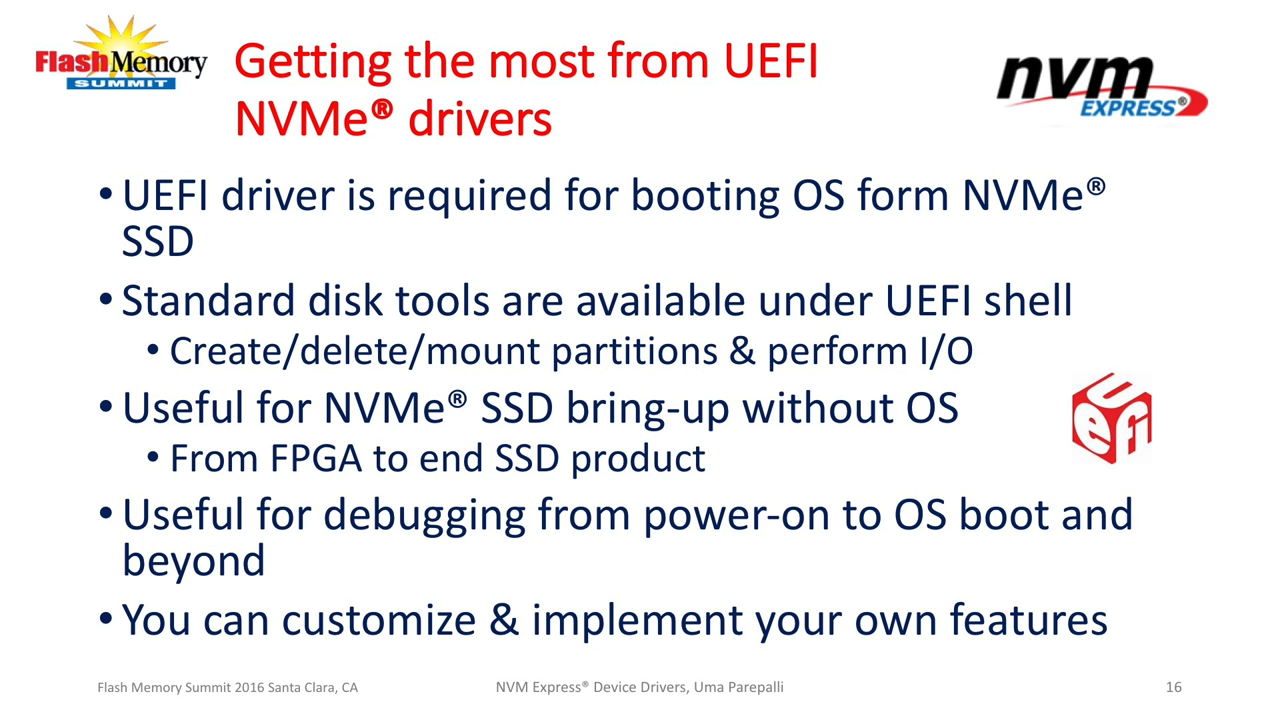 FlashMemory
SUMMIT
Getting the most from UEFI
NVMe® drivers
nvm
EXPRESS®
• UEFI driver is required for booting OS form NVMe®
SSD
• Standard disk tools are available under UEFI shell
• Create/delete/mount partitions & perform I/O
• Useful for NVMe® SSD bring-up without OS
• From FPGA to end SSD product
UEFI
• Useful for debugging from power-on to OS boot and
beyond
• You can customize & implement your own features
Flash Memory Summit 2016 Santa Clara, CA
NVM Express® Device Drivers, Uma Parepalli
16